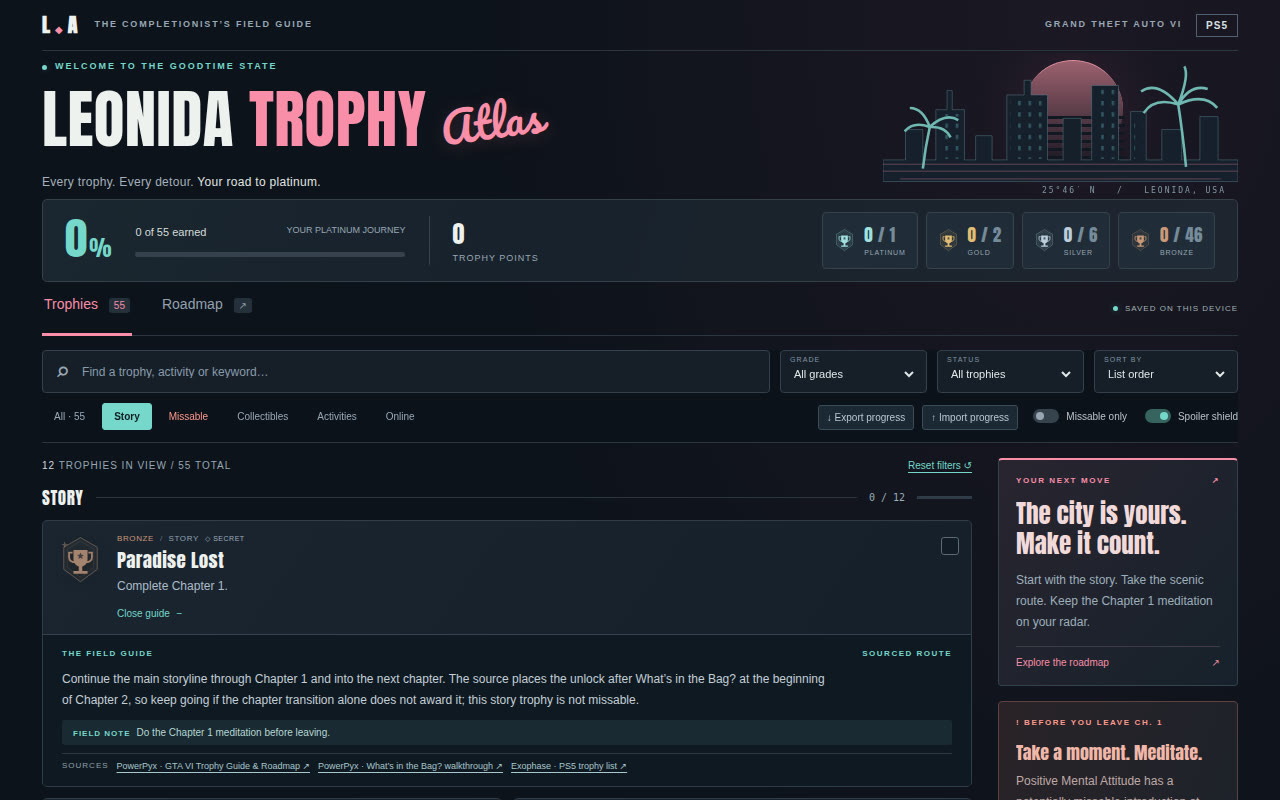 L◆A THE COMPLETIONIST'S FIELD GUIDE GRAND THEFT AUTO VI PS5
WELCOME TO THE GOODTIME STATE
LEONIDA TROPHY Atlas
Every trophy. Every detour. Your road to platinum.
25°46′ N / LEONIDA, USA
0% 0 of 55 earned YOUR PLATINUM JOURNEY
0
TROPHY POINTS
0 / 1 PLATINUM
0 / 2 GOLD
0 / 6 SILVER
0 / 46 BRONZE
Trophies 55 Roadmap ↗ SAVED ON THIS DEVICE
Find a trophy, activity or keyword…
GRADE
All grades
STATUS
All trophies
SORT BY
List order
All · 55 Story Missable Collectibles Activities Online ↓ Export progress ↑ Import progress Missable only Spoiler shield
12 TROPHIES IN VIEW / 55 TOTAL Reset filters ↺
STORY 0 / 12
BRONZE / STORY ◇ SECRET
Paradise Lost
Complete Chapter 1.
Close guide −
THE FIELD GUIDE SOURCED ROUTE
Continue the main storyline through Chapter 1 and into the next chapter. The source places the unlock after What's in the Bag? at the beginning
of Chapter 2, so keep going if the chapter transition alone does not award it; this story trophy is not missable.
FIELD NOTE Do the Chapter 1 meditation before leaving.
SOURCES PowerPyx · GTA VI Trophy Guide & Roadmap ↗ PowerPyx · What's in the Bag? walkthrough ↗ Exophase · PS5 trophy list ↗
YOUR NEXT MOVE ↗
The city is yours.
Make it count.
Start with the story. Take the scenic
route. Keep the Chapter 1 meditation
on your radar.
Explore the roadmap ↗
! BEFORE YOU LEAVE CH. 1
Take a moment. Meditate.
Positive Mental Attitude has a
potentially missable introduction at